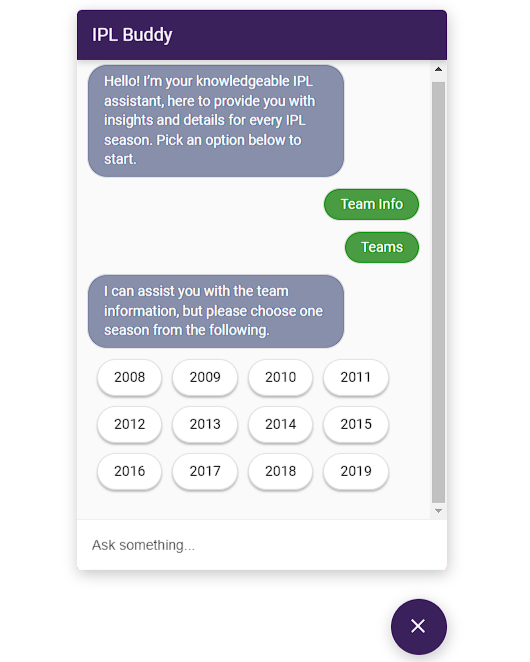 IPL Buddy
Hello! I'm your knowledgeable IPL
assistant, here to provide you with
insights and details for every IPL
season. Pick an option below to
start.
Team Info
Teams
I can assist you with the team
information, but please choose one
season from the following.
2008 2009 2010 2011
2012 2013 2014 2015
2016 2017 2018 2019
Ask something...